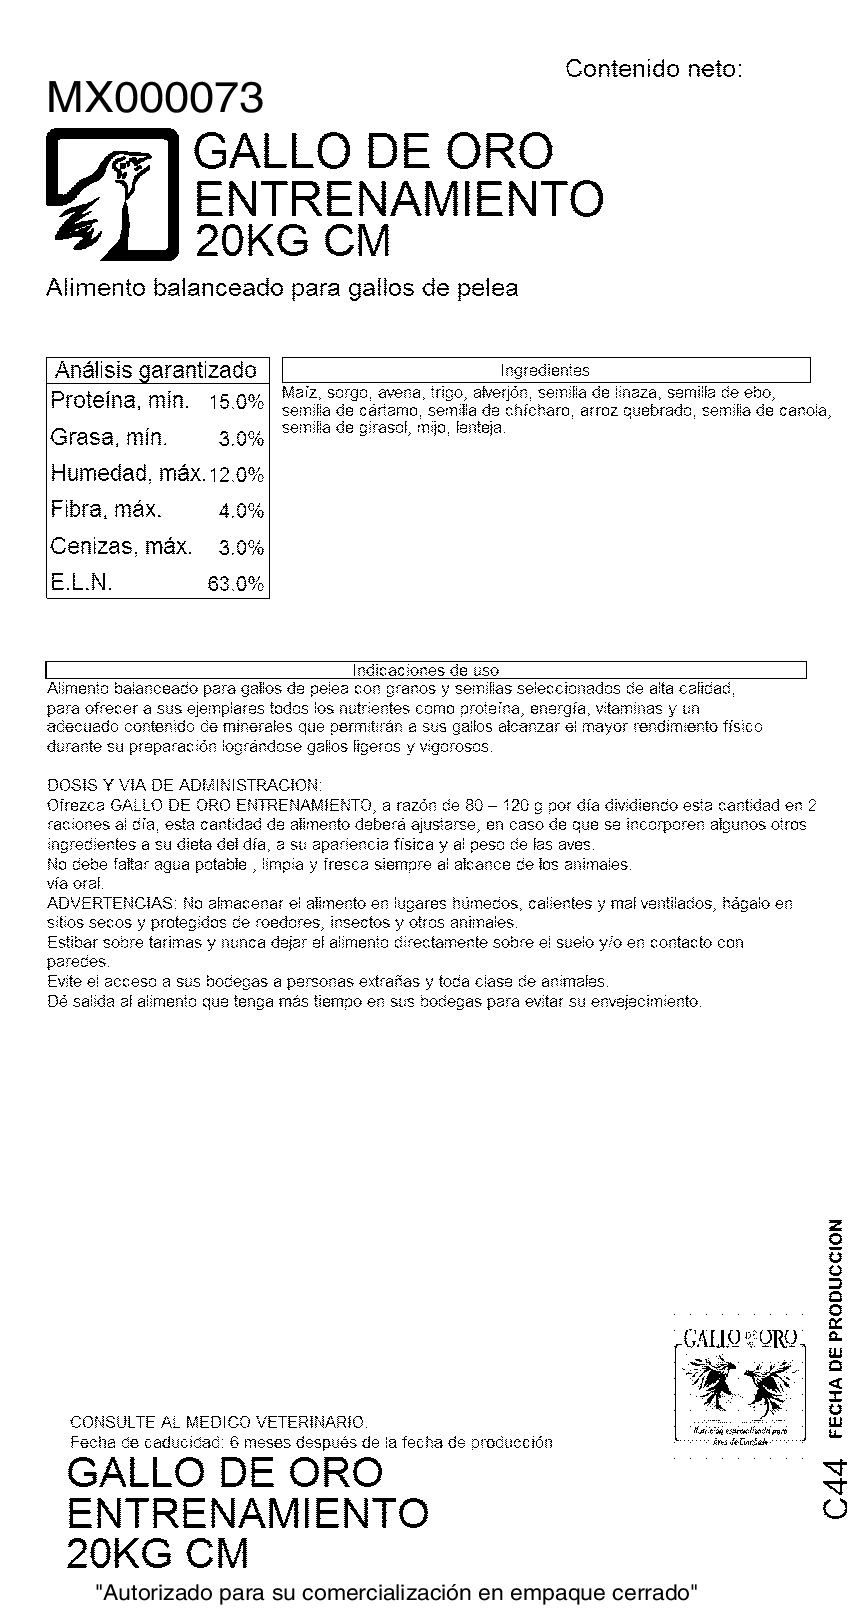 Contenido neto:
MX000073
GALLO DE ORO
ENTRENAMIENTO
20KG CM
Alimento balanceado para gallos de pelea
Análisis garantizado
Proteína, mín. 15.0%
Grasa, mín. 3.0%
Humedad, máx. 12.0%
Fibra, máx. 4.0%
Cenizas, máx. 3.0%
E.L.N. 63.0%
Ingredientes
Maíz, sorgo, avena, trigo, alverjón, semilla de linaza, semilla de ebo,
semilla de cártamo, semilla de chícharo, arroz quebrado, semilla de canola,
semilla de girasol, mijo, lenteja.
Indicaciones de uso
Alimento balanceado para gallos de pelea con granos y semillas seleccionados de alta calidad,
para ofrecer a sus ejemplares todos los nutrientes como proteína, energía, vitaminas y un
adecuado contenido de minerales que permitirán a sus gallos alcanzar el mayor rendimiento físico
durante su preparación lográndose gallos ligeros y vigorosos.
DOSIS Y VIA DE ADMINISTRACION:
Ofrezca GALLO DE ORO ENTRENAMIENTO, a razón de 80 – 120 g por día dividiendo esta cantidad en 2
raciones al día, esta cantidad de alimento deberá ajustarse, en caso de que se incorporen algunos otros
ingredientes a su dieta del día, a su apariencia física y al peso de las aves.
No debe faltar agua potable , limpia y fresca siempre al alcance de los animales.
vía oral.
ADVERTENCIAS: No almacenar el alimento en lugares húmedos, calientes y mal ventilados, hágalo en
sitios secos y protegidos de roedores, insectos y otros animales.
Estibar sobre tarimas y nunca dejar el alimento directamente sobre el suelo y/o en contacto con
paredes.
Evite el acceso a sus bodegas a personas extrañas y toda clase de animales.
Dé salida al alimento que tenga más tiempo en sus bodegas para evitar su envejecimiento.
FECHA DE PRODUCCION
C44
GALLO DE ORO
CONSULTE AL MEDICO VETERINARIO.
Fecha de caducidad: 6 meses después de la fecha de producción
GALLO DE ORO
ENTRENAMIENTO
20KG CM
"Autorizado para su comercialización en empaque cerrado"